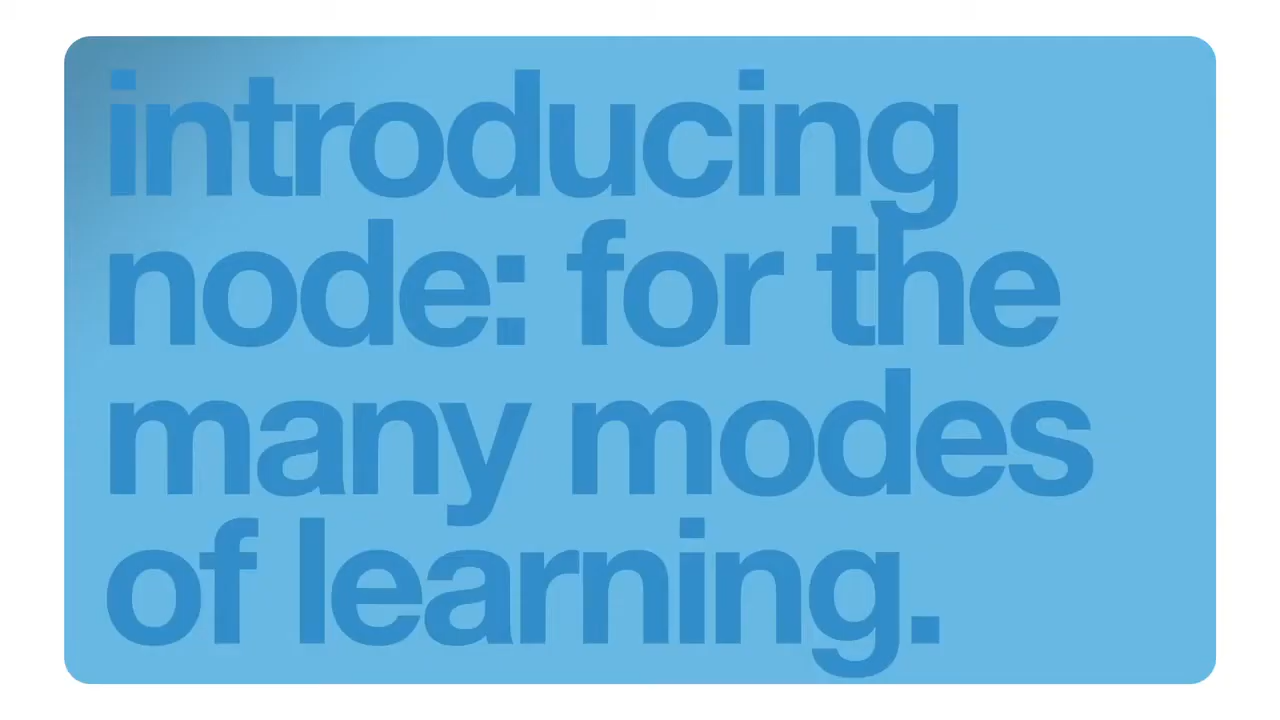 introducing
node: for the
many modes
of learning.